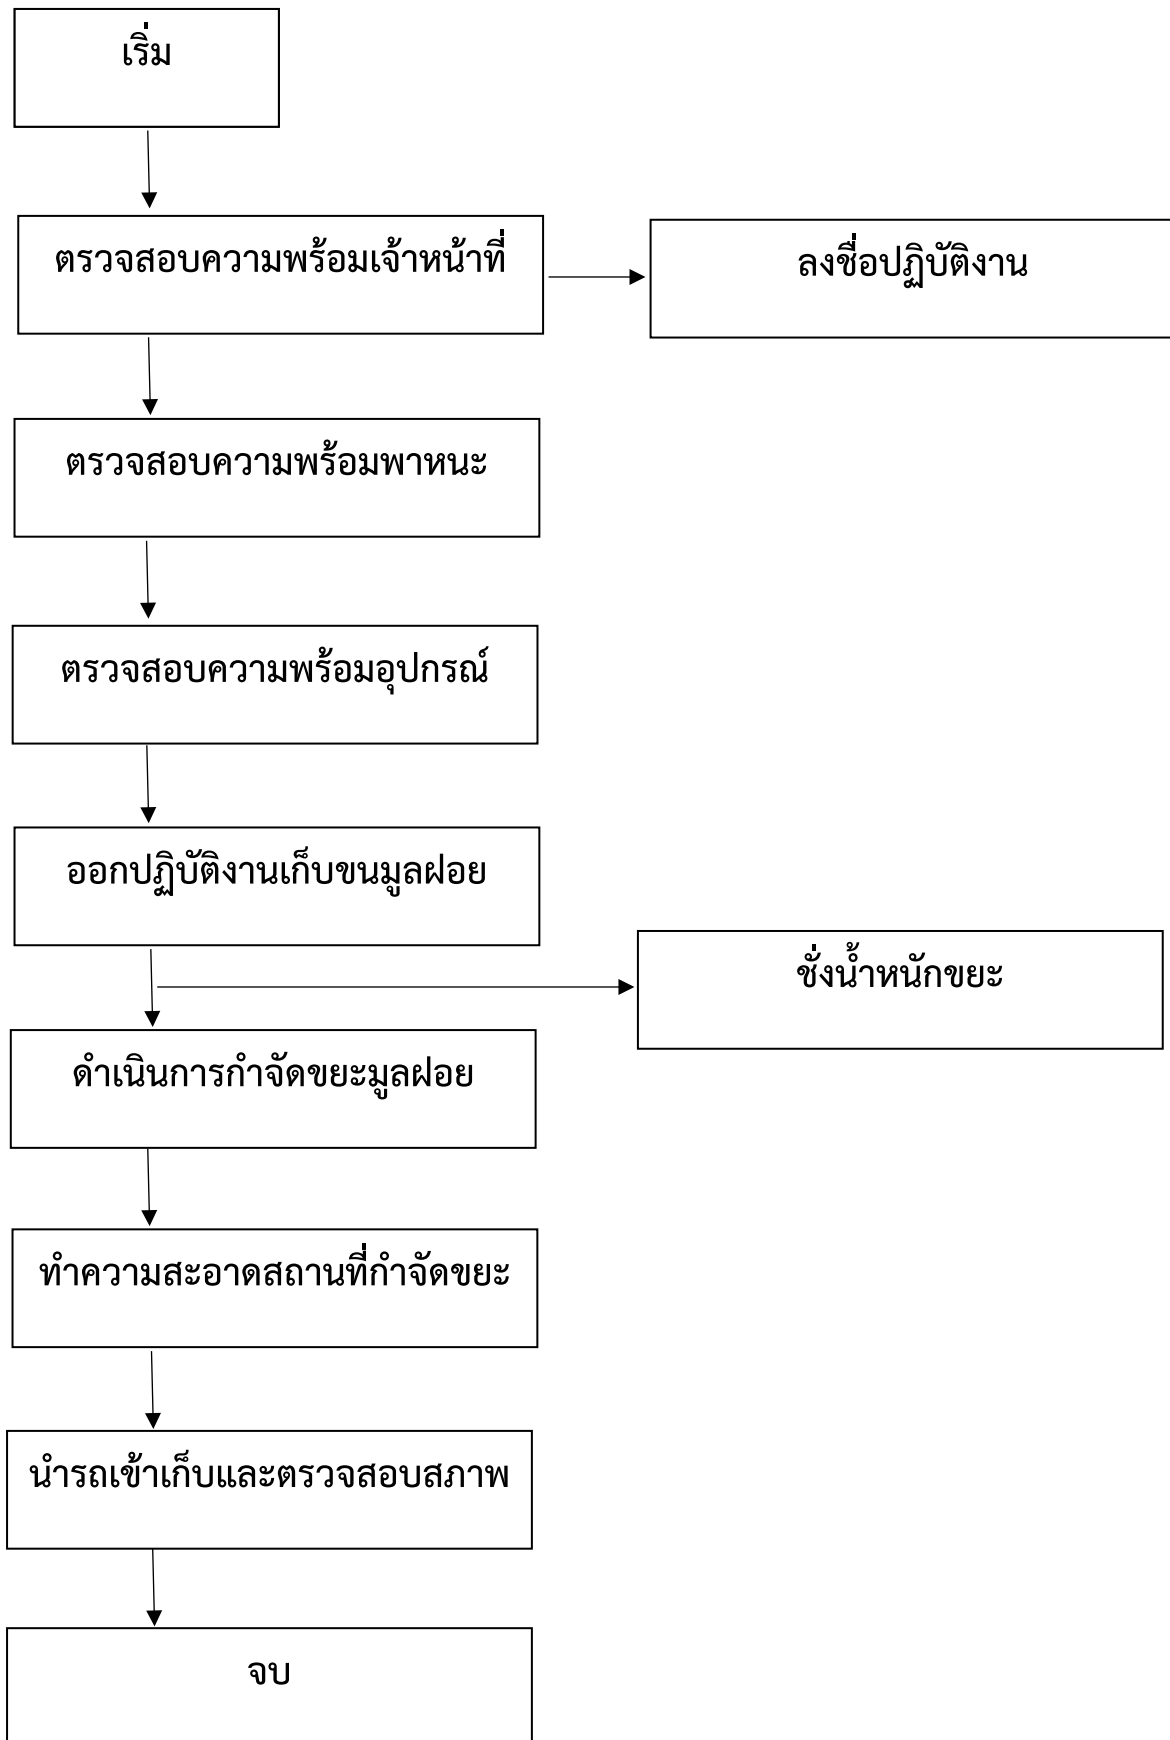 เริ่ม
ตรวจสอบความพร้อมเจ้าหน้าที่
ลงชื่อปฏิบัติงาน
ตรวจสอบความพร้อมพาหนะ
ตรวจสอบความพร้อมอุปกรณ์
ออกปฏิบัติงานเก็บขนมูลฝอย
ชั่งน้ำหนักขยะ
ดำเนินการกำจัดขยะมูลฝอย
ทำความสะอาดสถานที่กำจัดขยะ
นำรถเข้าเก็บและตรวจสอบสภาพ
จบ